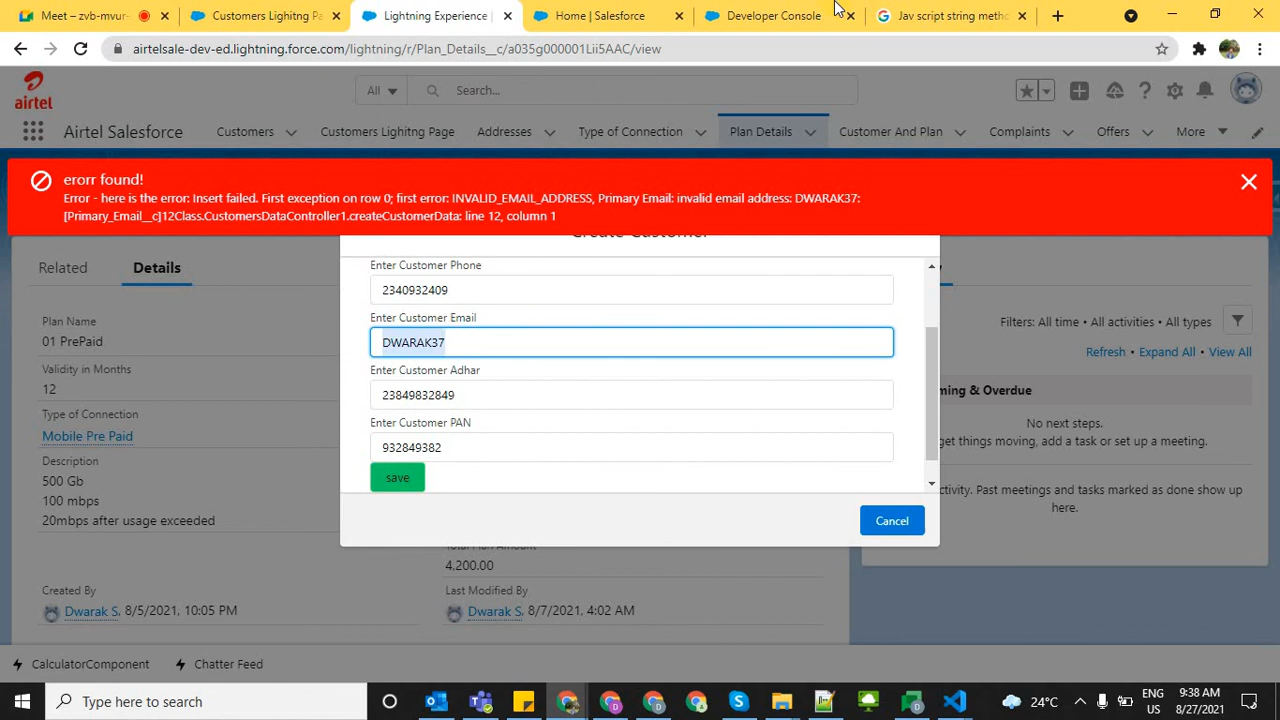 Meet – zvb-mvur-
Customers Lighitng Pa
Lightning Experience
Home | Salesforce
Developer Console
Jav script string metho
airtelsale-dev-ed.lightning.force.com/lightning/r/Plan_Details__c/a035g000001Lii5AAC/view
airtel
All
Search...
Airtel Salesforce
Customers
Customers Lighitng Page
Addresses
Type of Connection
Plan Details
Customer And Plan
Complaints
Offers
More
erorr found!
Error - here is the error: Insert failed. First exception on row 0; first error: INVALID_EMAIL_ADDRESS, Primary Email: invalid email address: DWARAK37:
[Primary_Email__c]12Class.CustomersDataController1.createCustomerData: line 12, column 1
Create Customer
Related
Details
Plan Name
01 PrePaid
Validity in Months
12
Type of Connection
Mobile Pre Paid
Description
500 Gb
100 mbps
20mbps after usage exceeded
Created By
Dwarak S, 8/5/2021, 10:05 PM
Enter Customer Phone
2340932409
Enter Customer Email
DWARAK37
Enter Customer Adhar
23849832849
Enter Customer PAN
932849382
save
Cancel
Total Plan Amount
4,200.00
Last Modified By
Dwarak S, 8/7/2021, 4:02 AM
Filters: All time • All activities • All types
Refresh • Expand All • View All
ming & Overdue
No next steps.
get things moving, add a task or set up a meeting.
ctivity. Past meetings and tasks marked as done show up
here.
CalculatorComponent
Chatter Feed
Type here to search
24°C
ENG
US
9:38 AM
8/27/2021